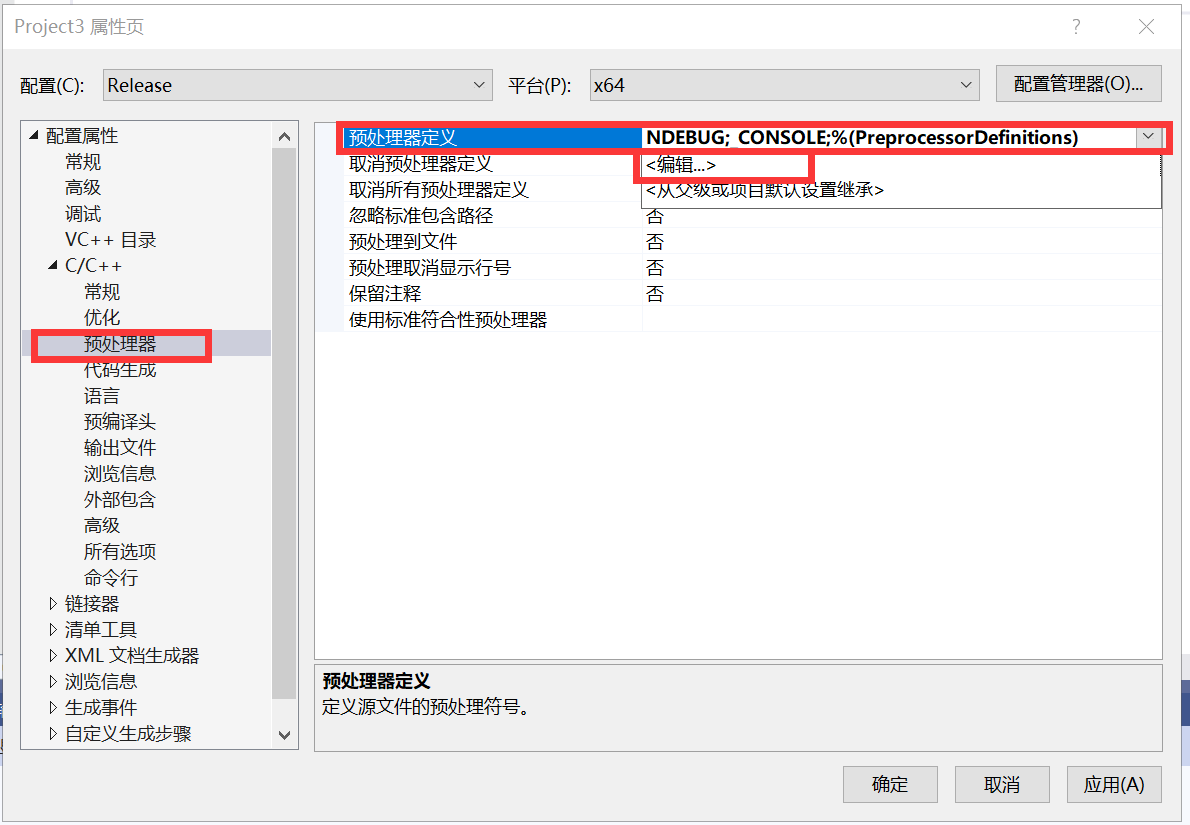 Project3 属性页
配置(C): Release 平台(P): x64 配置管理器(O)...
配置属性
常规
高级
调试
VC++ 目录
C/C++
常规
优化
预处理器
代码生成
语言
预编译头
输出文件
浏览信息
外部包含
高级
所有选项
命令行
链接器
清单工具
XML 文档生成器
浏览信息
生成事件
自定义生成步骤
预处理器定义 NDEBUG;_CONSOLE;%(PreprocessorDefinitions)
取消预处理器定义 <编辑...>
取消所有预处理器定义 <从父级或项目默认设置继承>
忽略标准包含路径 否
预处理到文件 否
预处理取消显示行号 否
保留注释 否
使用标准符合性预处理器
预处理器定义
定义源文件的预处理符号。
确定 取消 应用(A)